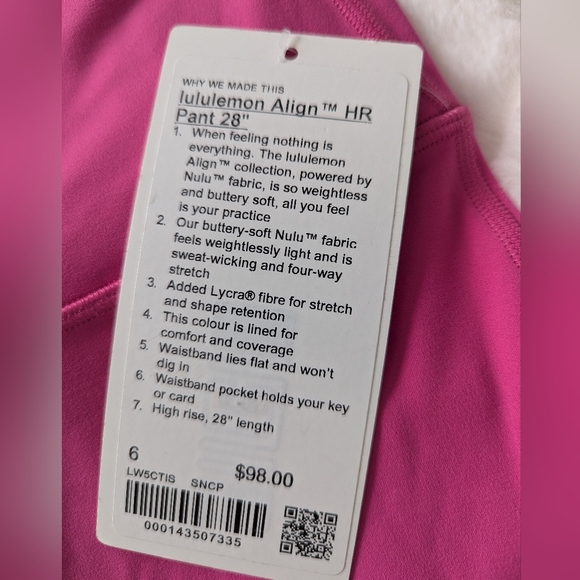 WHY WE MADE THIS
lululemon Align™ HR
Pant 28"
1. When feeling nothing is
everything. The lululemon
Align™ collection, powered by
Nulu™ fabric, is so weightless
and buttery soft, all you feel
is your practice
2. Our buttery-soft Nulu™ fabric
feels weightlessly light and is
sweat-wicking and four-way
stretch
3. Added Lycra® fibre for stretch
and shape retention
4. This colour is lined for
comfort and coverage
5. Waistband lies flat and won't
dig in
6. Waistband pocket holds your key
or card
7. High rise, 28" length
6 $98.00
LW5CTIS SNCP
000143507335